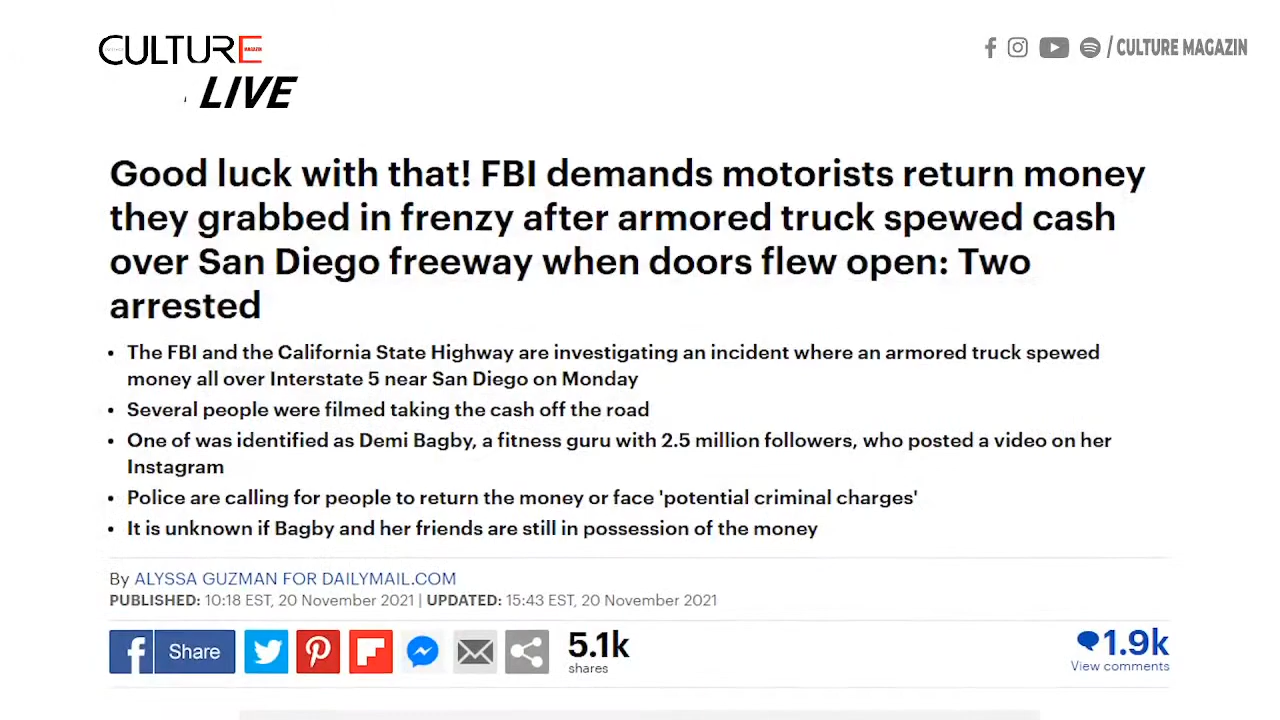 CULTURE MAGAZIN
LIVE
/ CULTURE MAGAZIN
Good luck with that! FBI demands motorists return money
they grabbed in frenzy after armored truck spewed cash
over San Diego freeway when doors flew open: Two
arrested
• The FBI and the California State Highway are investigating an incident where an armored truck spewed
money all over Interstate 5 near San Diego on Monday
• Several people were filmed taking the cash off the road
• One of was identified as Demi Bagby, a fitness guru with 2.5 million followers, who posted a video on her
Instagram
• Police are calling for people to return the money or face 'potential criminal charges'
• It is unknown if Bagby and her friends are still in possession of the money
By ALYSSA GUZMAN FOR DAILYMAIL.COM
PUBLISHED: 10:18 EST, 20 November 2021 | UPDATED: 15:43 EST, 20 November 2021
Share
5.1k
shares
1.9k
View comments